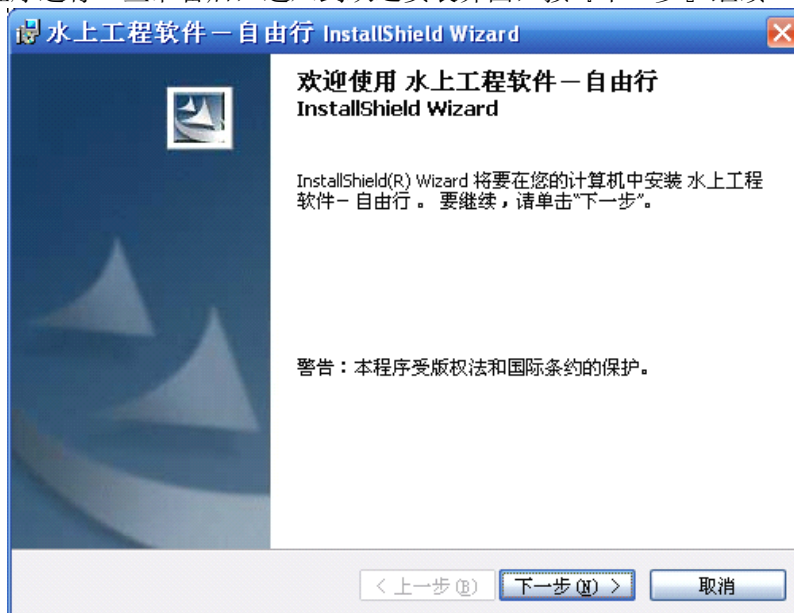 水上工程软件－自由行 InstallShield Wizard
欢迎使用 水上工程软件－自由行
InstallShield Wizard
InstallShield(R) Wizard 将要在您的计算机中安装 水上工程
软件－ 自由行 。 要继续，请单击“下一步”。
警告：本程序受版权法和国际条约的保护。
< 上一步(B)
下一步(N) >
取消